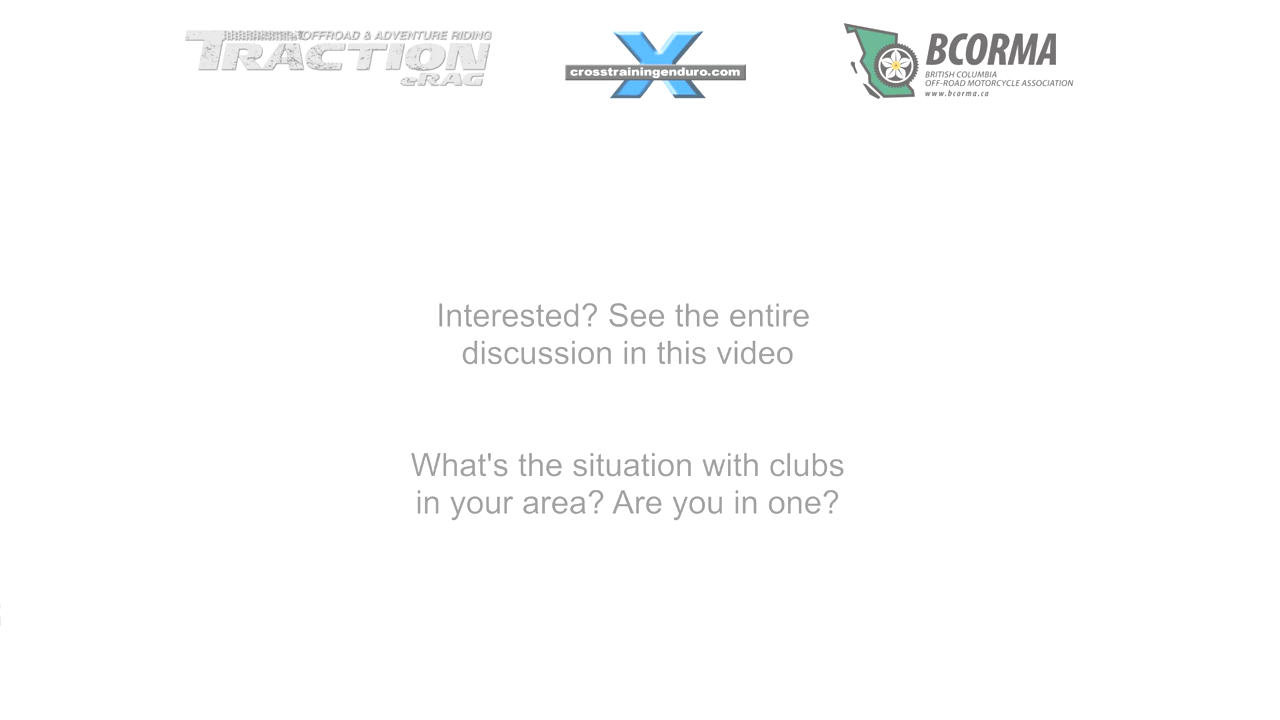 OFFROAD & ADVENTURE RIDING
TRACTION
eRAG
crosstrainingenduro.com
BCORMA
BRITISH COLUMBIA
OFF-ROAD MOTORCYCLE ASSOCIATION
www.bcorma.ca
Interested? See the entire
discussion in this video
What's the situation with clubs
in your area? Are you in one?